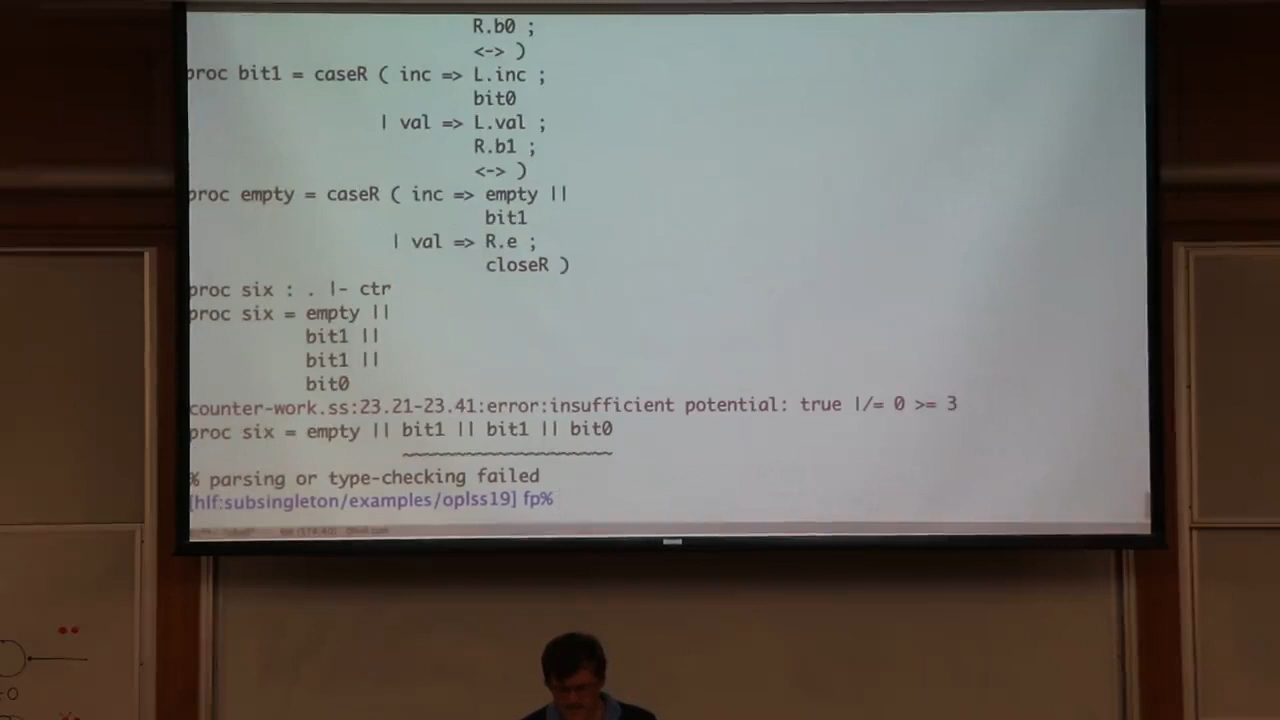 R.b0 ;
<-> )
proc bit1 = caseR ( inc => L.inc ;
bit0
| val => L.val ;
R.b1 ;
<-> )
proc empty = caseR ( inc => empty ||
bit1
| val => R.e ;
closeR )
proc six : . |- ctr
proc six = empty ||
bit1 ||
bit1 ||
bit0
counter-work.ss:23.21-23.41:error:insufficient potential: true |/= 0 >= 3
proc six = empty || bit1 || bit1 || bit0
~~~~~~~~~~~~~~~~~~~~
% parsing or type-checking failed
[hlf:subsingleton/examples/oplss19] fp%